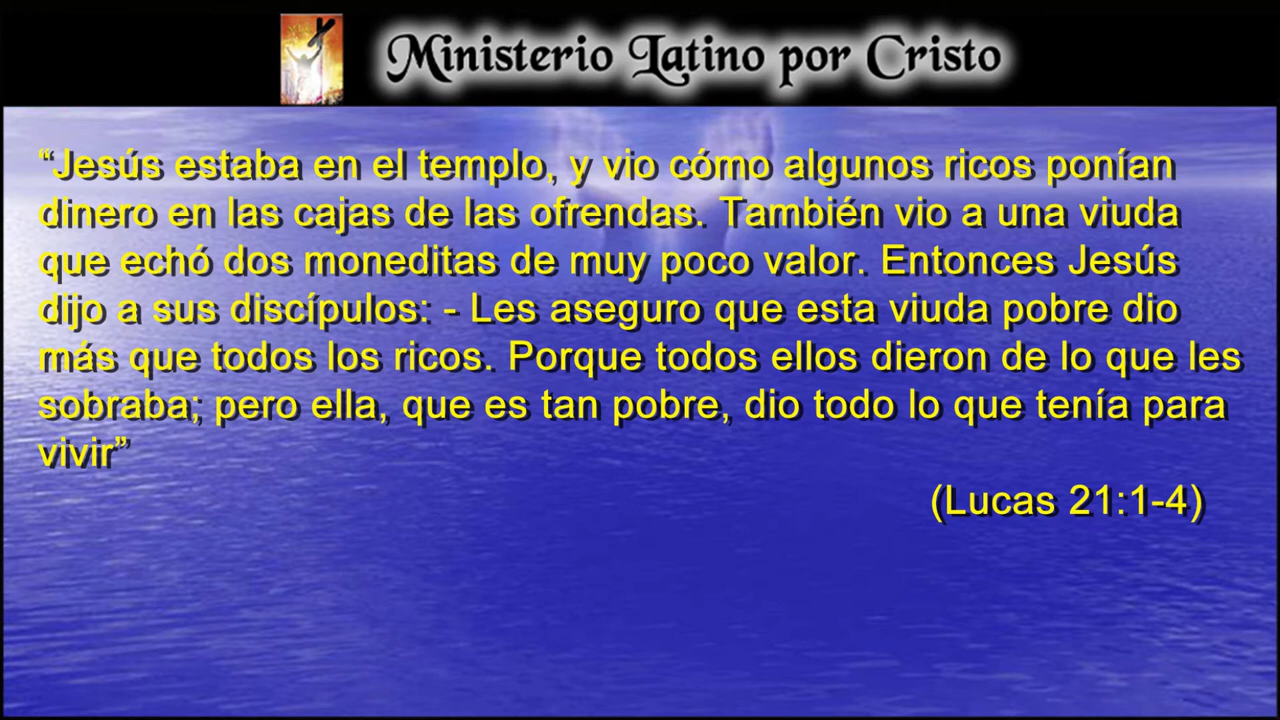 Ministerio Latino por Cristo
“Jesús estaba en el templo, y vio cómo algunos ricos ponían
dinero en las cajas de las ofrendas. También vio a una viuda
que echó dos moneditas de muy poco valor. Entonces Jesús
dijo a sus discípulos: - Les aseguro que esta viuda pobre dio
más que todos los ricos. Porque todos ellos dieron de lo que les
sobraba; pero ella, que es tan pobre, dio todo lo que tenía para
vivir”
(Lucas 21:1-4)